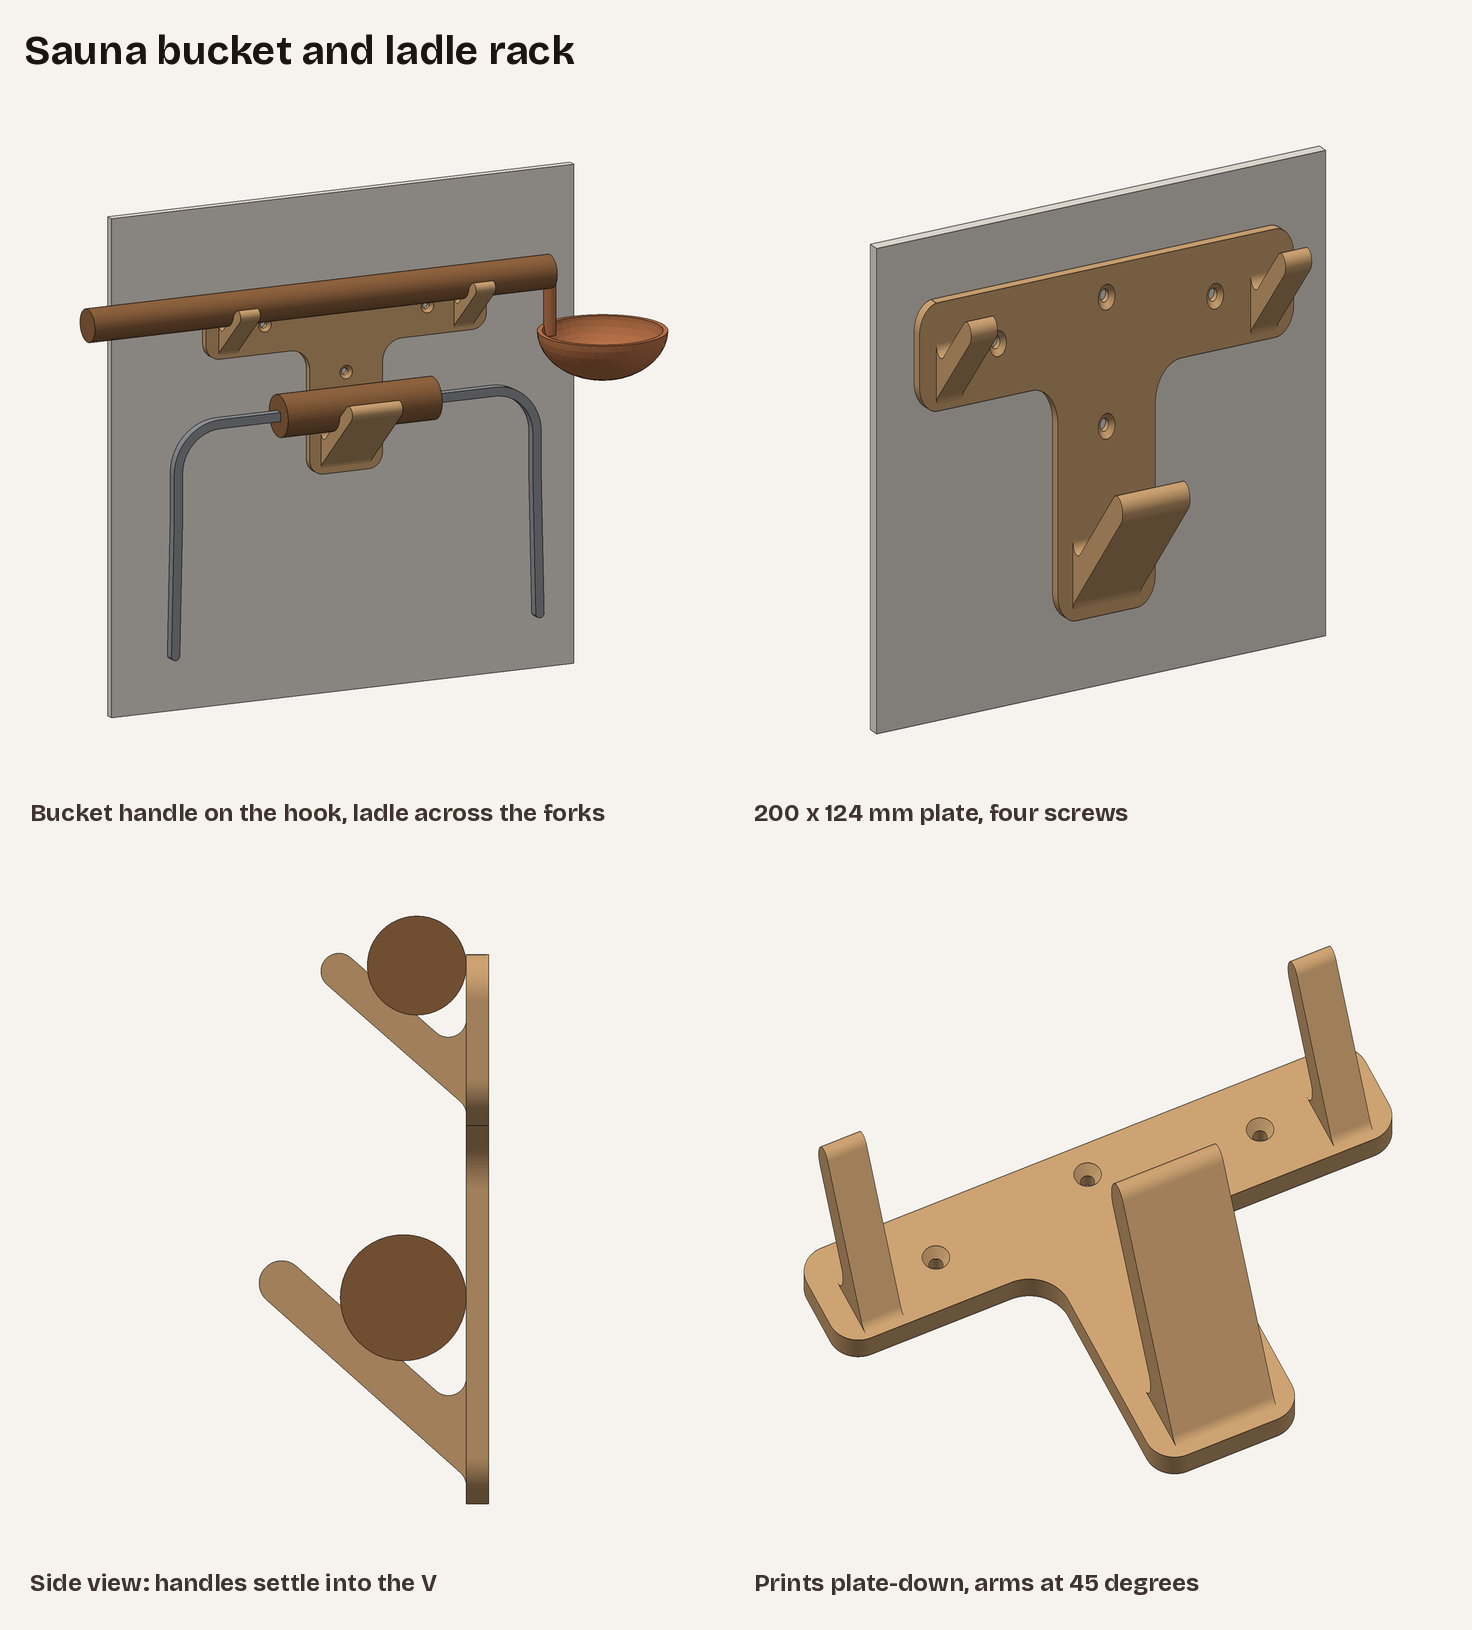 Sauna bucket and ladle rack
Bucket handle on the hook, ladle across the forks
200 x 124 mm plate, four screws
Side view: handles settle into the V
Prints plate-down, arms at 45 degrees